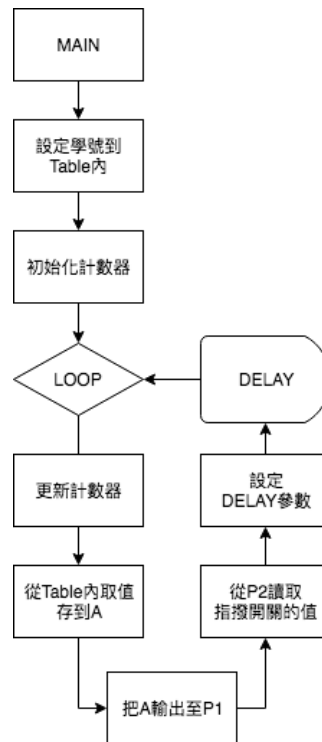 MAIN
設定學號到
Table內
初始化計數器
LOOP
DELAY
更新計數器
設定
DELAY參數
從Table內取值
存到A
從P2讀取
指撥開關的值
把A輸出至P1